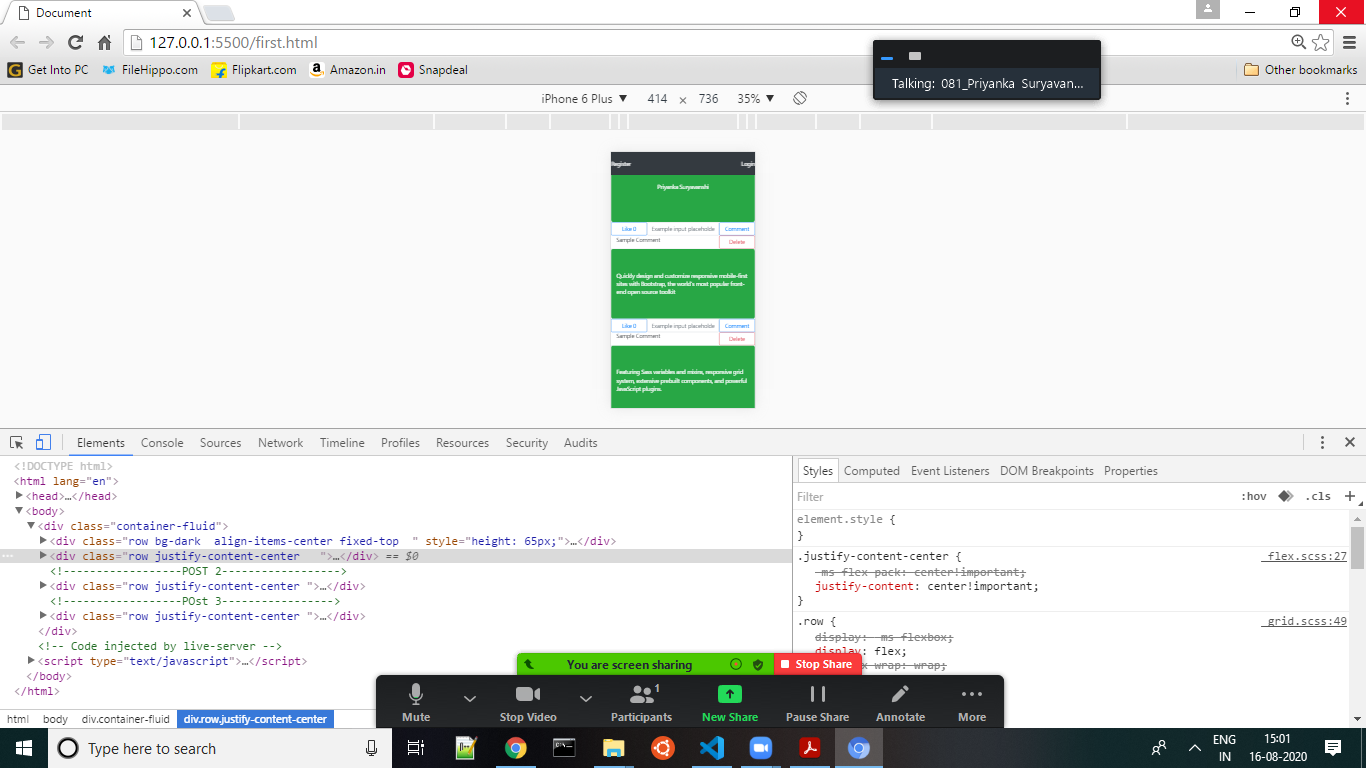 Document
127.0.0.1:5500/first.html
Get Into PC FileHippo.com Flipkart.com Amazon.in Snapdeal Other bookmarks
Talking: 081_Priyanka Suryavan...
iPhone 6 Plus ▼ 414 × 736 35% ▼
Register Login
Priyanka Suryawanshi
Like 0 Example input placeholde Comment
Sample Comment Delete
Quickly design and customize responsive mobile-first
sites with Bootstrap, the world's most popular front-
end open source toolkit
Like 0 Example input placeholde Comment
Sample Comment Delete
Featuring Sass variables and mixins, responsive grid
system, extensive prebuilt components, and powerful
JavaScript plugins.
Elements Console Sources Network Timeline Profiles Resources Security Audits
<!DOCTYPE html>
<html lang="en">
▶<head>…</head>
▼<body>
▼<div class="container-fluid">
▶<div class="row bg-dark  align-items-center fixed-top  " style="height: 65px;">…</div>
▶<div class="row justify-content-center   ">…</div> == $0
<!------------------POST 2------------------>
▶<div class="row justify-content-center ">…</div>
<!------------------POst 3----------------->
▶<div class="row justify-content-center ">…</div>
</div>
<!-- Code injected by live-server -->
▶<script type="text/javascript">…</script>
</body>
</html>
html body div.container-fluid div.row.justify-content-center
Styles Computed Event Listeners DOM Breakpoints Properties
Filter :hov .cls +
element.style {
}
.justify-content-center { _flex.scss:27
-ms-flex-pack: center!important;
justify-content: center!important;
}
.row { _grid.scss:49
display: -ms-flexbox;
display: flex;
wrap: wrap;
You are screen sharing Stop Share
1
Mute Stop Video Participants New Share Pause Share Annotate More
Type here to search
ENG
IN
15:01
16-08-2020